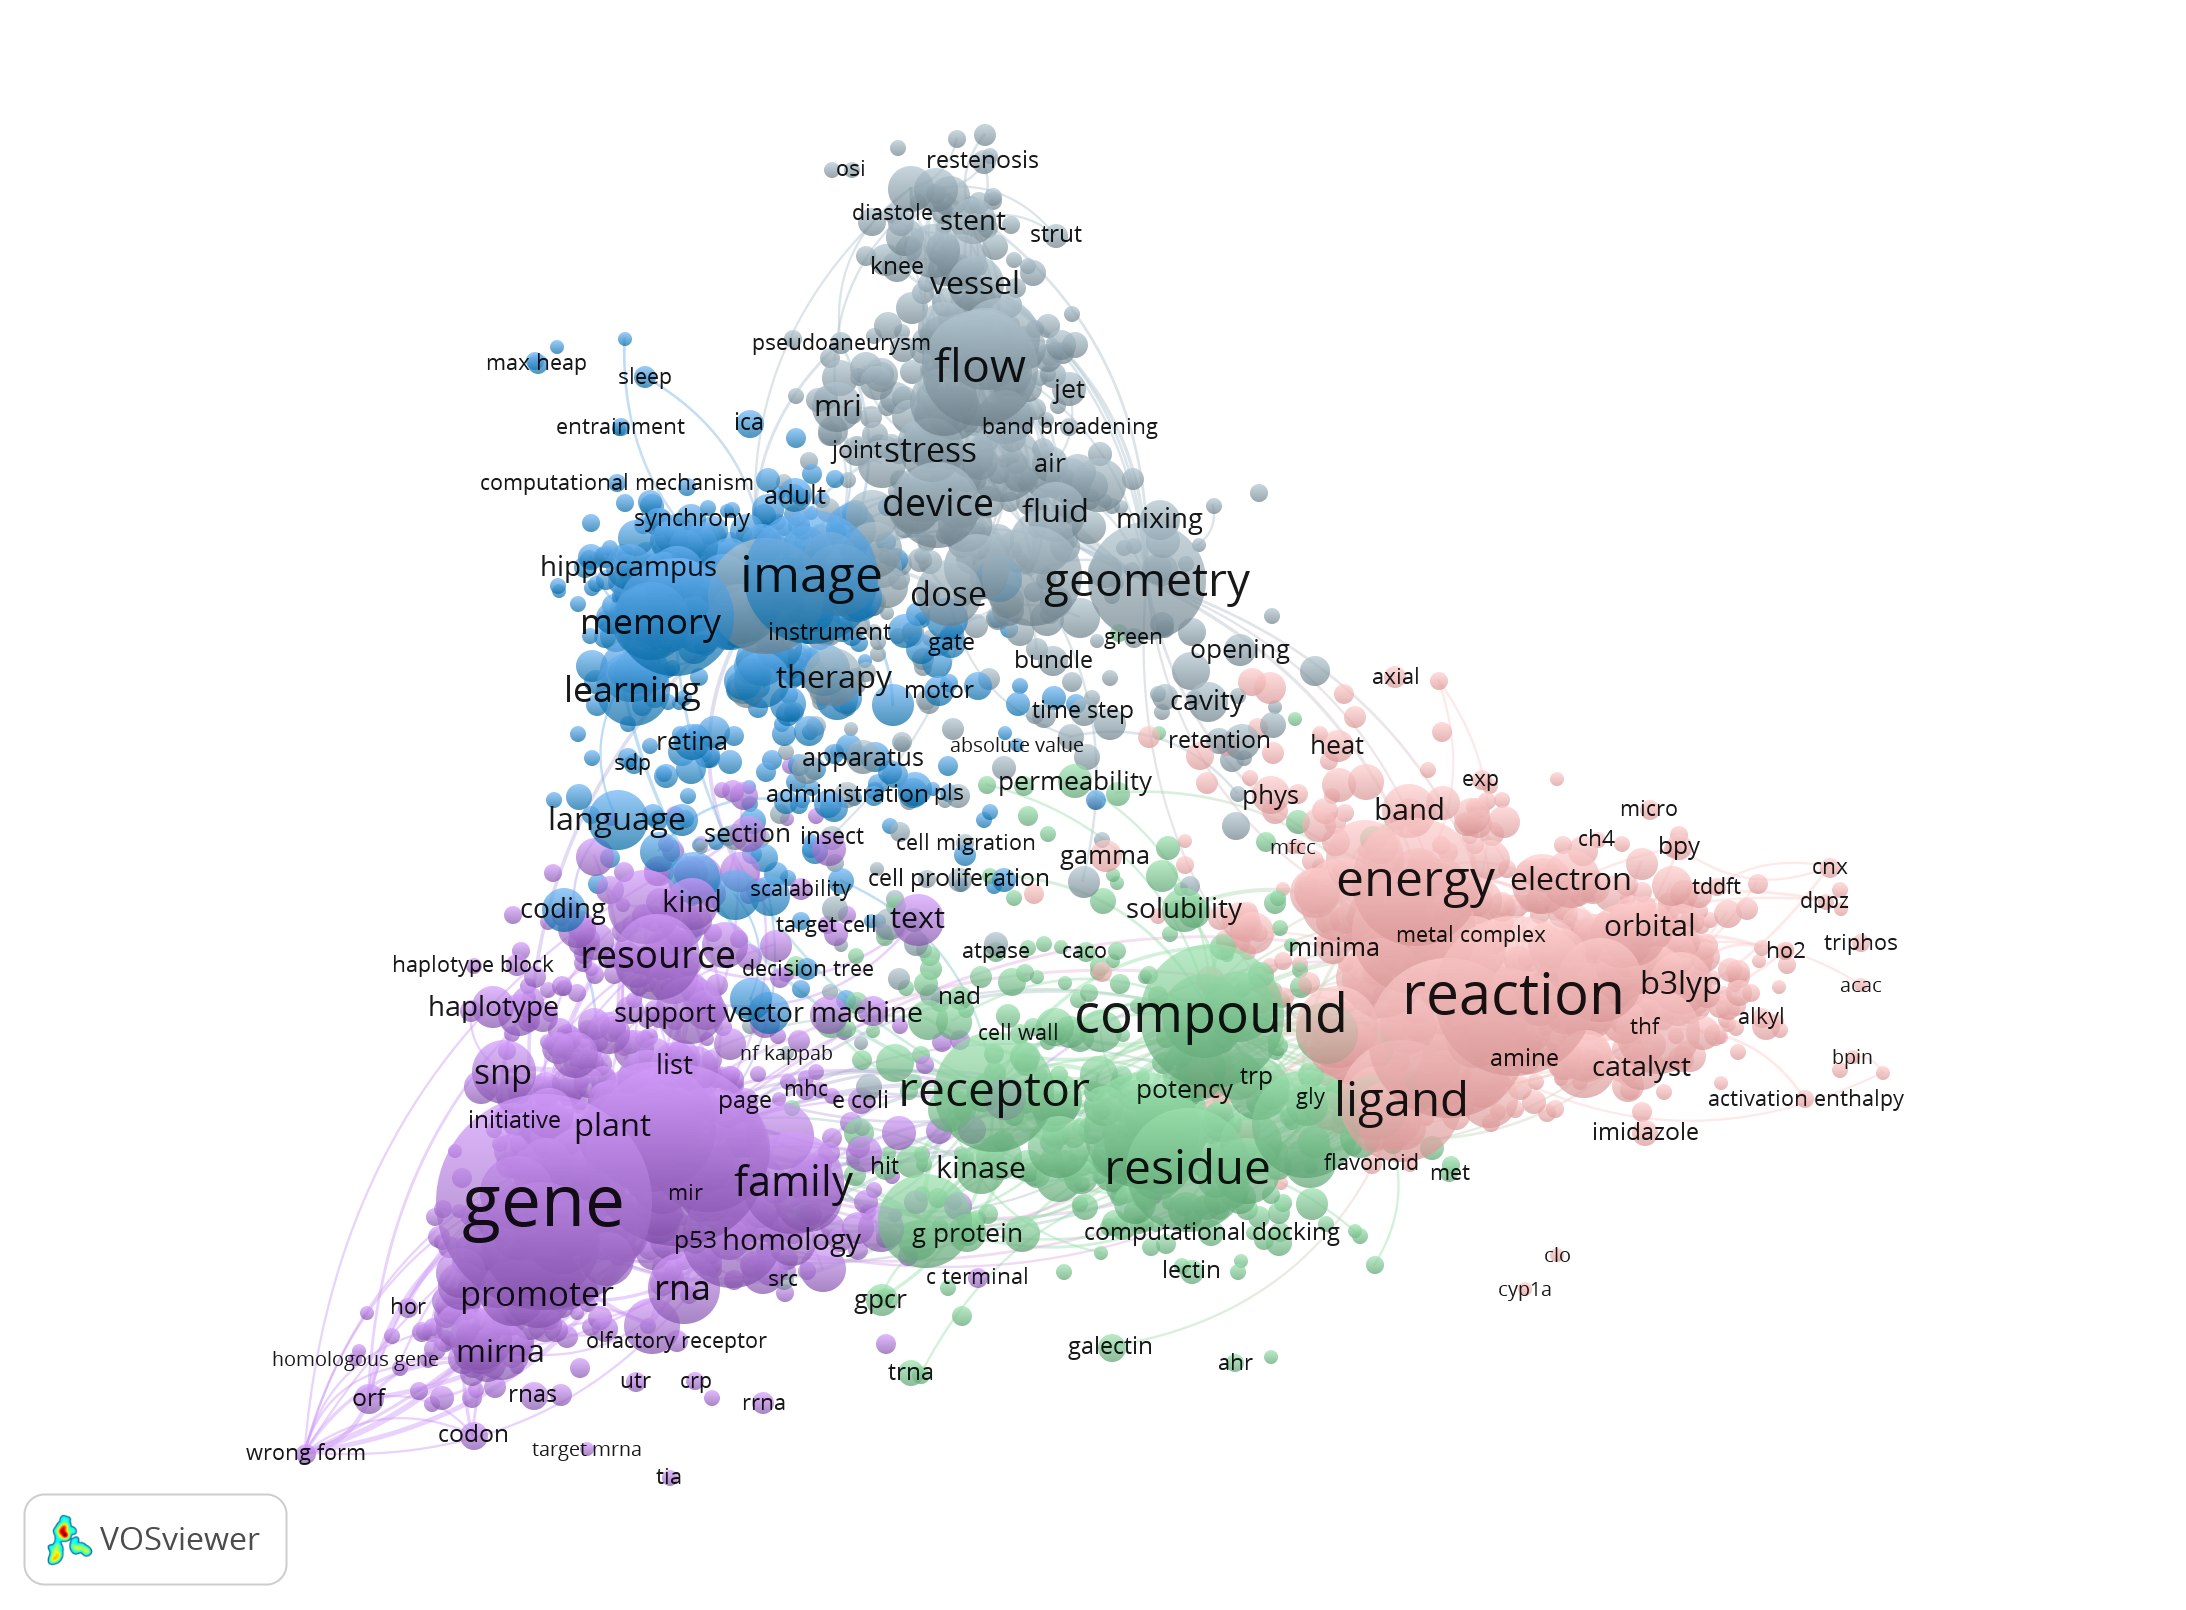 restenosis
osi
diastole
stent
strut
knee
vessel
pseudoaneurysm
max heap
flow
sleep
jet
mri
ica
entrainment
band broadening
joint
stress
air
computational mechanism
adult
device
fluid
synchrony
mixing
hippocampus
image
geometry
dose
memory
instrument
gate
green
opening
bundle
therapy
axial
learning
motor
cavity
time step
retina
absolute value
retention
heat
sdp
apparatus
permeability
exp
administration
pls
phys
band
micro
language
section
insect
cell migration
gamma
mfcc
ch4
bpy
cnx
cell proliferation
energy
electron
tddft
scalability
kind
coding
text
solubility
dppz
target cell
metal complex
orbital
resource
atpase
caco
minima
ho2
triphos
haplotype block
decision tree
haplotype
nad
reaction
b3lyp
acac
support vector machine
cell wall
compound
thf
alkyl
nf kappab
list
amine
bpin
snp
mhc
trp
catalyst
page
e coli
receptor
potency
gly
ligand
activation enthalpy
initiative
plant
imidazole
hit
kinase
residue
flavonoid
met
gene
mir
family
p53
homology
g protein
computational docking
clo
src
c terminal
lectin
cyp1a
promoter
rna
gpcr
hor
olfactory receptor
galectin
homologous gene
mirna
ahr
trna
utr
crp
orf
rnas
rrna
codon
wrong form
target mrna
tia
VOSviewer